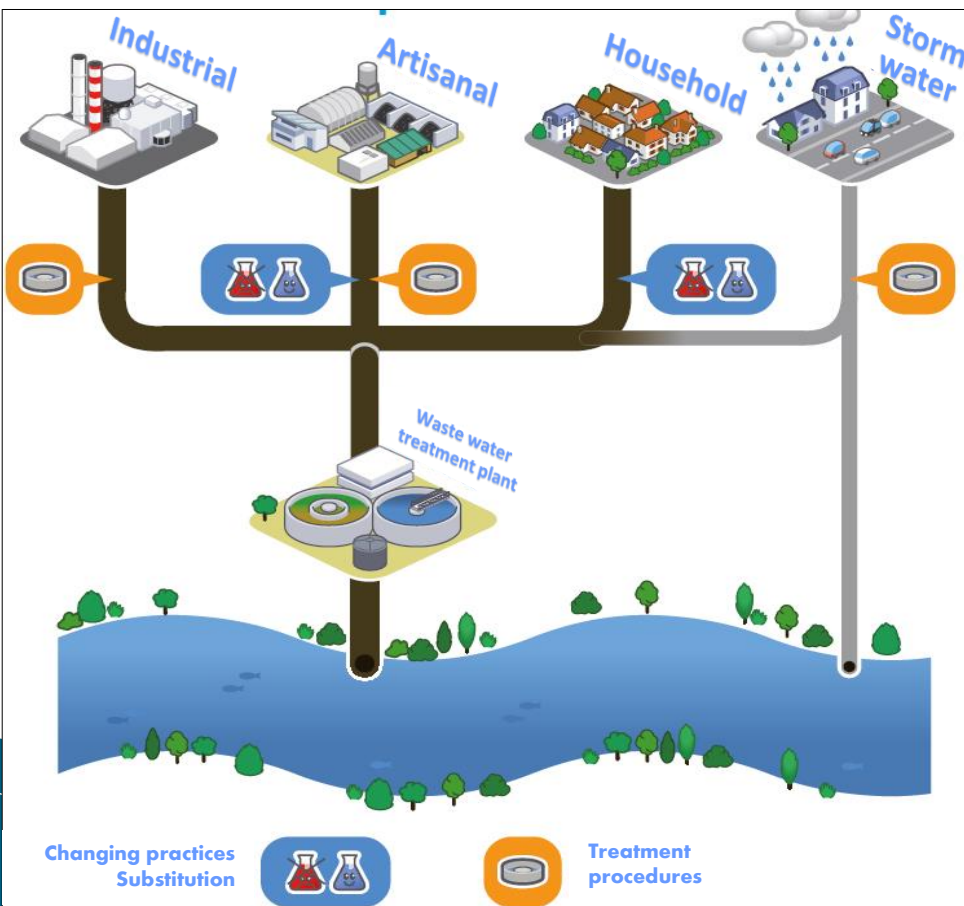 Industrial
Artisanal
Household
Storm
water
Waste water
treatment plant
Changing practices
Substitution
Treatment
procedures